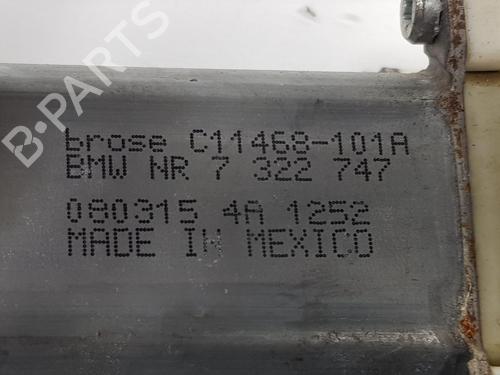 B-PARTS
brose C11468-101A
BMW NR 7 322 747
080315 4A 1252
MADE IN MEXICO